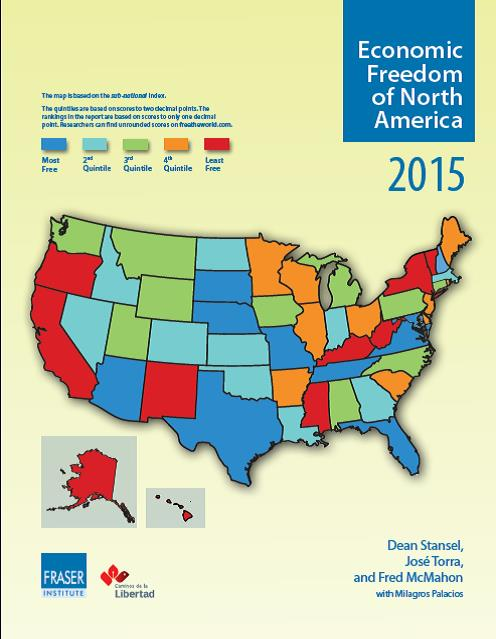 Economic
Freedom
of North
America
2015
The map is based on the sub-national index.
The quintiles are based on scores to two decimal points. The
rankings in the report are based on scores to only one decimal
point. Researchers can find unrounded scores on freetheworld.com.
Most
Free
2nd
Quintile
3rd
Quintile
4th
Quintile
Least
Free
Dean Stansel,
José Torra,
and Fred McMahon
with Milagros Palacios
FRASER
INSTITUTE
Caminos de la
Libertad